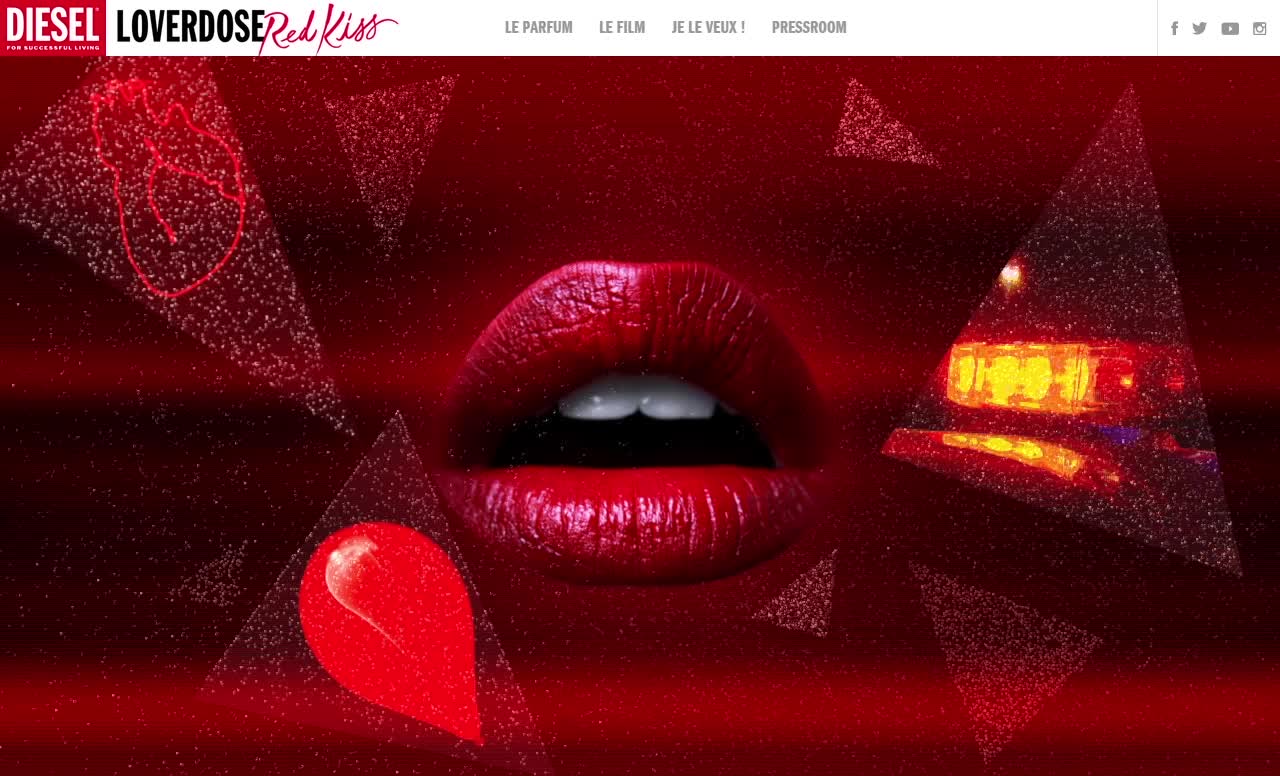 DIESEL
FOR SUCCESSFUL LIVING
LOVERDOSE Red Kiss
LE PARFUM LE FILM JE LE VEUX ! PRESSROOM